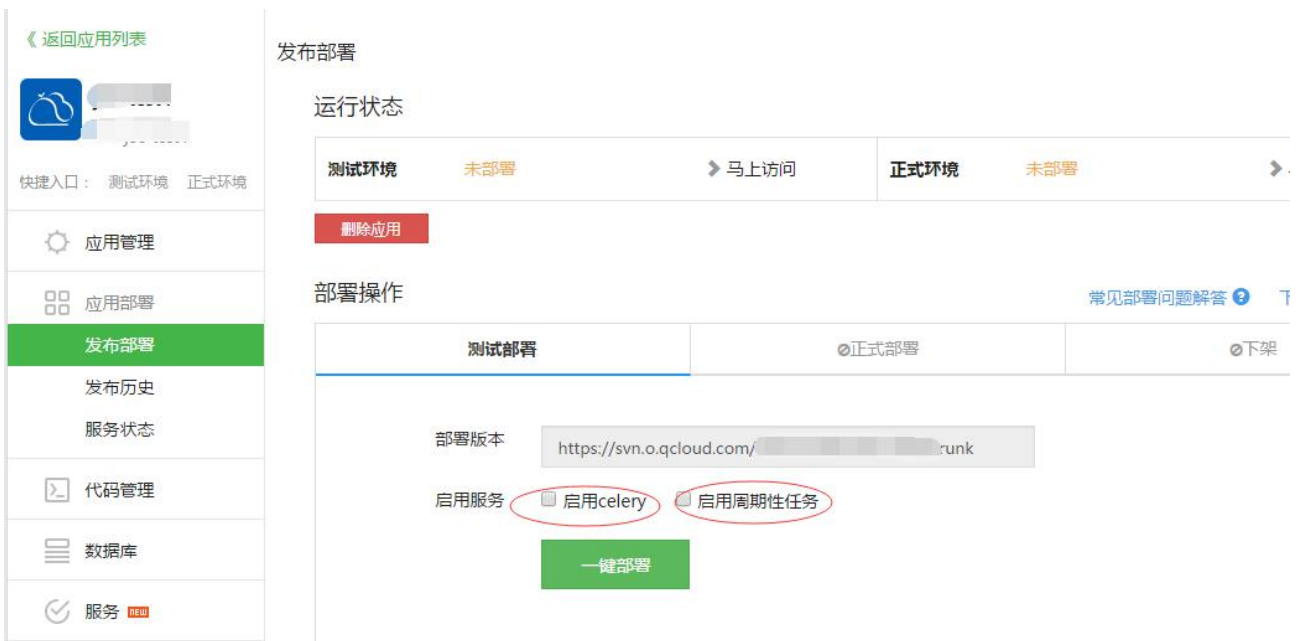 《 返回应用列表
快捷入口： 测试环境 正式环境
应用管理
应用部署
发布部署
发布历史
服务状态
代码管理
数据库
服务 NEW
发布部署
运行状态
测试环境 未部署 马上访问 正式环境 未部署
删除应用
部署操作
常见部署问题解答
测试部署 正式部署 下架
部署版本 https://svn.o.qcloud.com/ runk
启用服务 启用celery 启用周期性任务
一键部署